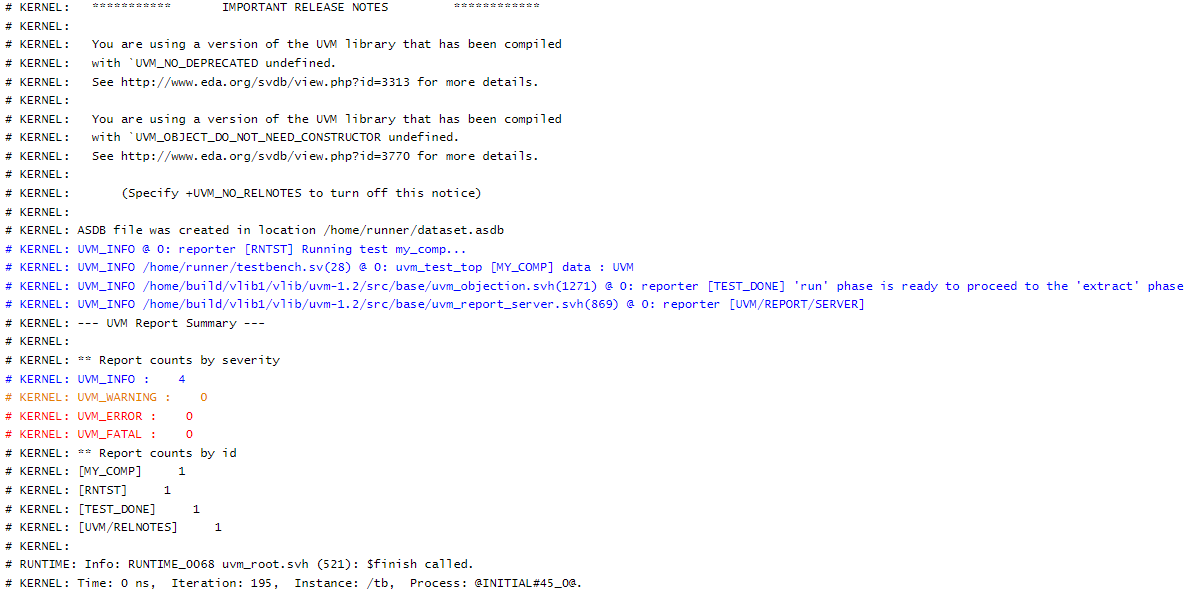 # KERNEL:   ***********       IMPORTANT RELEASE NOTES         ************
# KERNEL:
# KERNEL:   You are using a version of the UVM library that has been compiled
# KERNEL:   with `UVM_NO_DEPRECATED undefined.
# KERNEL:   See http://www.eda.org/svdb/view.php?id=3313 for more details.
# KERNEL:
# KERNEL:   You are using a version of the UVM library that has been compiled
# KERNEL:   with `UVM_OBJECT_DO_NOT_NEED_CONSTRUCTOR undefined.
# KERNEL:   See http://www.eda.org/svdb/view.php?id=3770 for more details.
# KERNEL:
# KERNEL:       (Specify +UVM_NO_RELNOTES to turn off this notice)
# KERNEL:
# KERNEL: ASDB file was created in location /home/runner/dataset.asdb
# KERNEL: UVM_INFO @ 0: reporter [RNTST] Running test my_comp...
# KERNEL: UVM_INFO /home/runner/testbench.sv(28) @ 0: uvm_test_top [MY_COMP] data : UVM
# KERNEL: UVM_INFO /home/build/vlib1/vlib/uvm-1.2/src/base/uvm_objection.svh(1271) @ 0: reporter [TEST_DONE] 'run' phase is ready to proceed to the 'extract' phase
# KERNEL: UVM_INFO /home/build/vlib1/vlib/uvm-1.2/src/base/uvm_report_server.svh(869) @ 0: reporter [UVM/REPORT/SERVER]
# KERNEL: --- UVM Report Summary ---
# KERNEL:
# KERNEL: ** Report counts by severity
# KERNEL: UVM_INFO :    4
# KERNEL: UVM_WARNING :    0
# KERNEL: UVM_ERROR :    0
# KERNEL: UVM_FATAL :    0
# KERNEL: ** Report counts by id
# KERNEL: [MY_COMP]     1
# KERNEL: [RNTST]     1
# KERNEL: [TEST_DONE]     1
# KERNEL: [UVM/RELNOTES]     1
# KERNEL:
# RUNTIME: Info: RUNTIME_0068 uvm_root.svh (521): $finish called.
# KERNEL: Time: 0 ns,  Iteration: 195,  Instance: /tb,  Process: @INITIAL#45_0@.